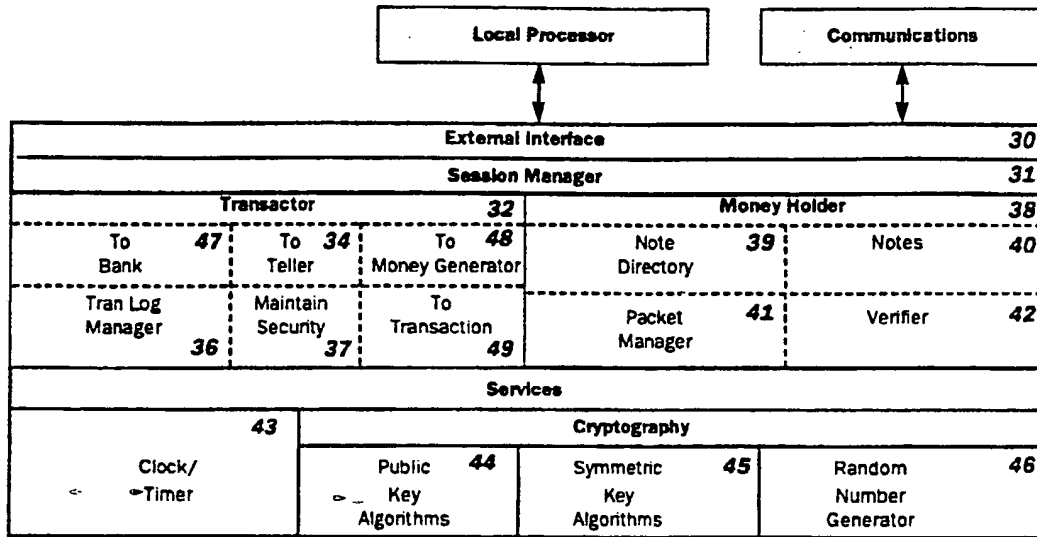 Local Processor
Communications
External Interface 30
Session Manager 31
Transactor 32
Money Holder 38
To 47
Bank
To 34
Teller
To 48
Money Generator
Note 39
Directory
Notes 40
Tran Log
Manager
36
Maintain
Security
37
To
Transaction
49
Packet 41
Manager
Verifier 42
Services
43
Clock/
Timer
Cryptography
Public 44
Key
Algorithms
Symmetric 45
Key
Algorithms
Random 46
Number
Generator